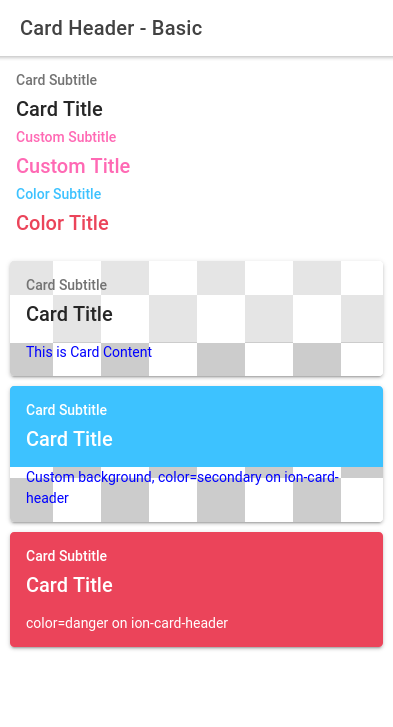 Card Header - Basic
Card Subtitle
Card Title
Custom Subtitle
Custom Title
Color Subtitle
Color Title
Card Subtitle
Card Title
This is Card Content
Card Subtitle
Card Title
Custom background, color=secondary on ion-card-
header
Card Subtitle
Card Title
color=danger on ion-card-header